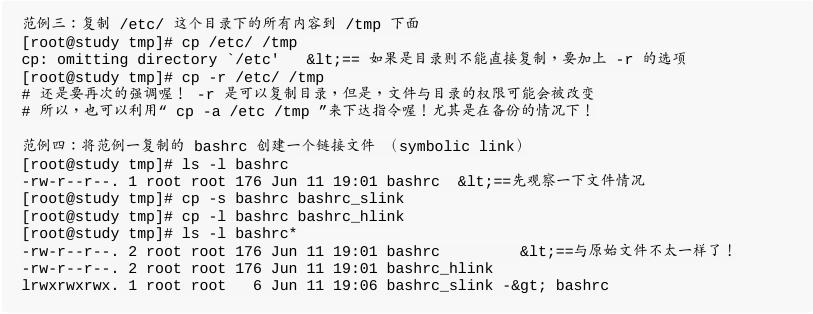 范例三：复制 /etc/ 这个目录下的所有内容到 /tmp 下面
[root@study tmp]# cp /etc/ /tmp
cp: omitting directory `/etc'   &lt;== 如果是目录则不能直接复制，要加上 -r 的选项
[root@study tmp]# cp -r /etc/ /tmp
# 还是要再次的强调喔！ -r 是可以复制目录，但是，文件与目录的权限可能会被改变
# 所以，也可以利用“ cp -a /etc /tmp ”来下达指令喔！尤其是在备份的情况下！
范例四：将范例一复制的 bashrc 创建一个链接文件 （symbolic link）
[root@study tmp]# ls -l bashrc
-rw-r--r--. 1 root root 176 Jun 11 19:01 bashrc  &lt;==先观察一下文件情况
[root@study tmp]# cp -s bashrc bashrc_slink
[root@study tmp]# cp -l bashrc bashrc_hlink
[root@study tmp]# ls -l bashrc*
-rw-r--r--. 2 root root 176 Jun 11 19:01 bashrc         &lt;==与原始文件不太一样了！
-rw-r--r--. 2 root root 176 Jun 11 19:01 bashrc_hlink
lrwxrwxrwx. 1 root root   6 Jun 11 19:06 bashrc_slink -&gt; bashrc